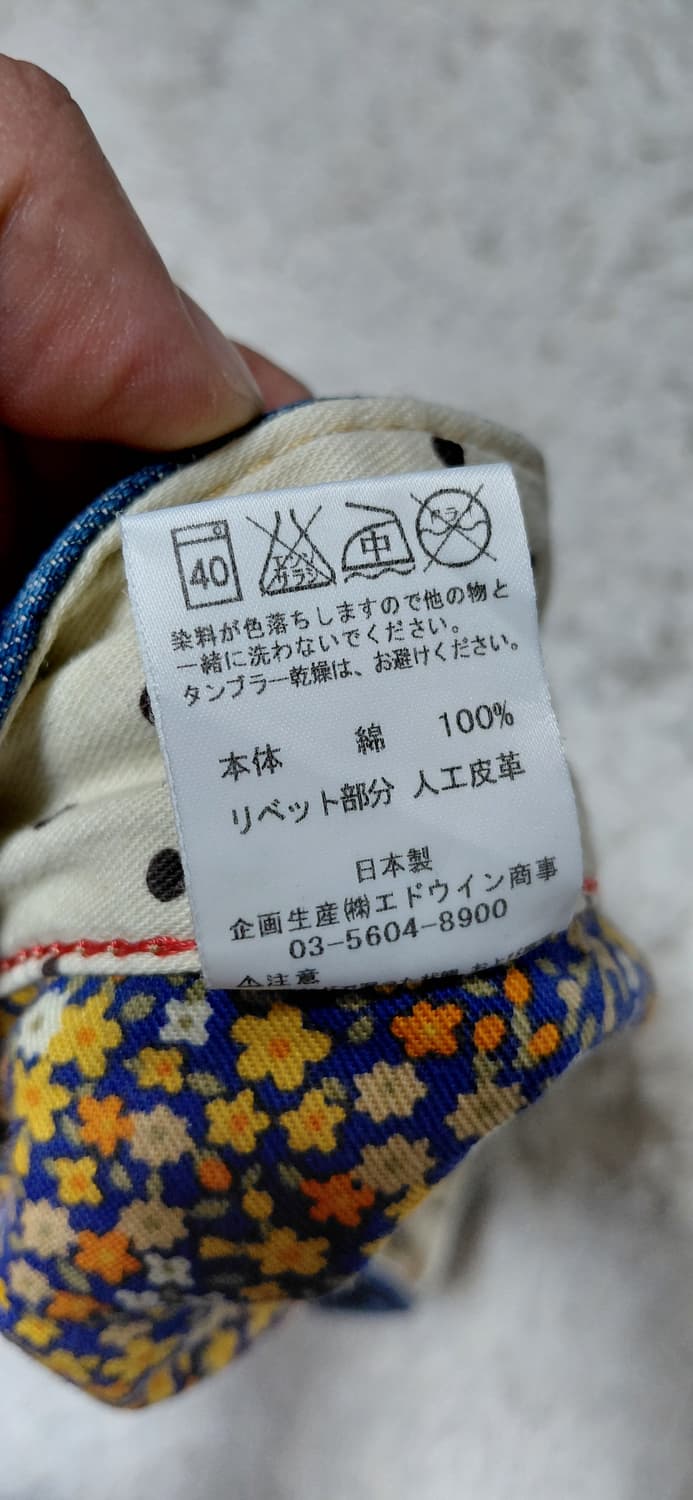 40 エンソ サラシ 中 ドライ
染料が色落ちしますので他の物と
一緒に洗わないでください。
タンブラー乾燥は、お避けください。
本体 綿 100%
リベット部分 人工皮革
日本製
企画生産㈱エドウイン商事
03-5604-8900
⚠注意